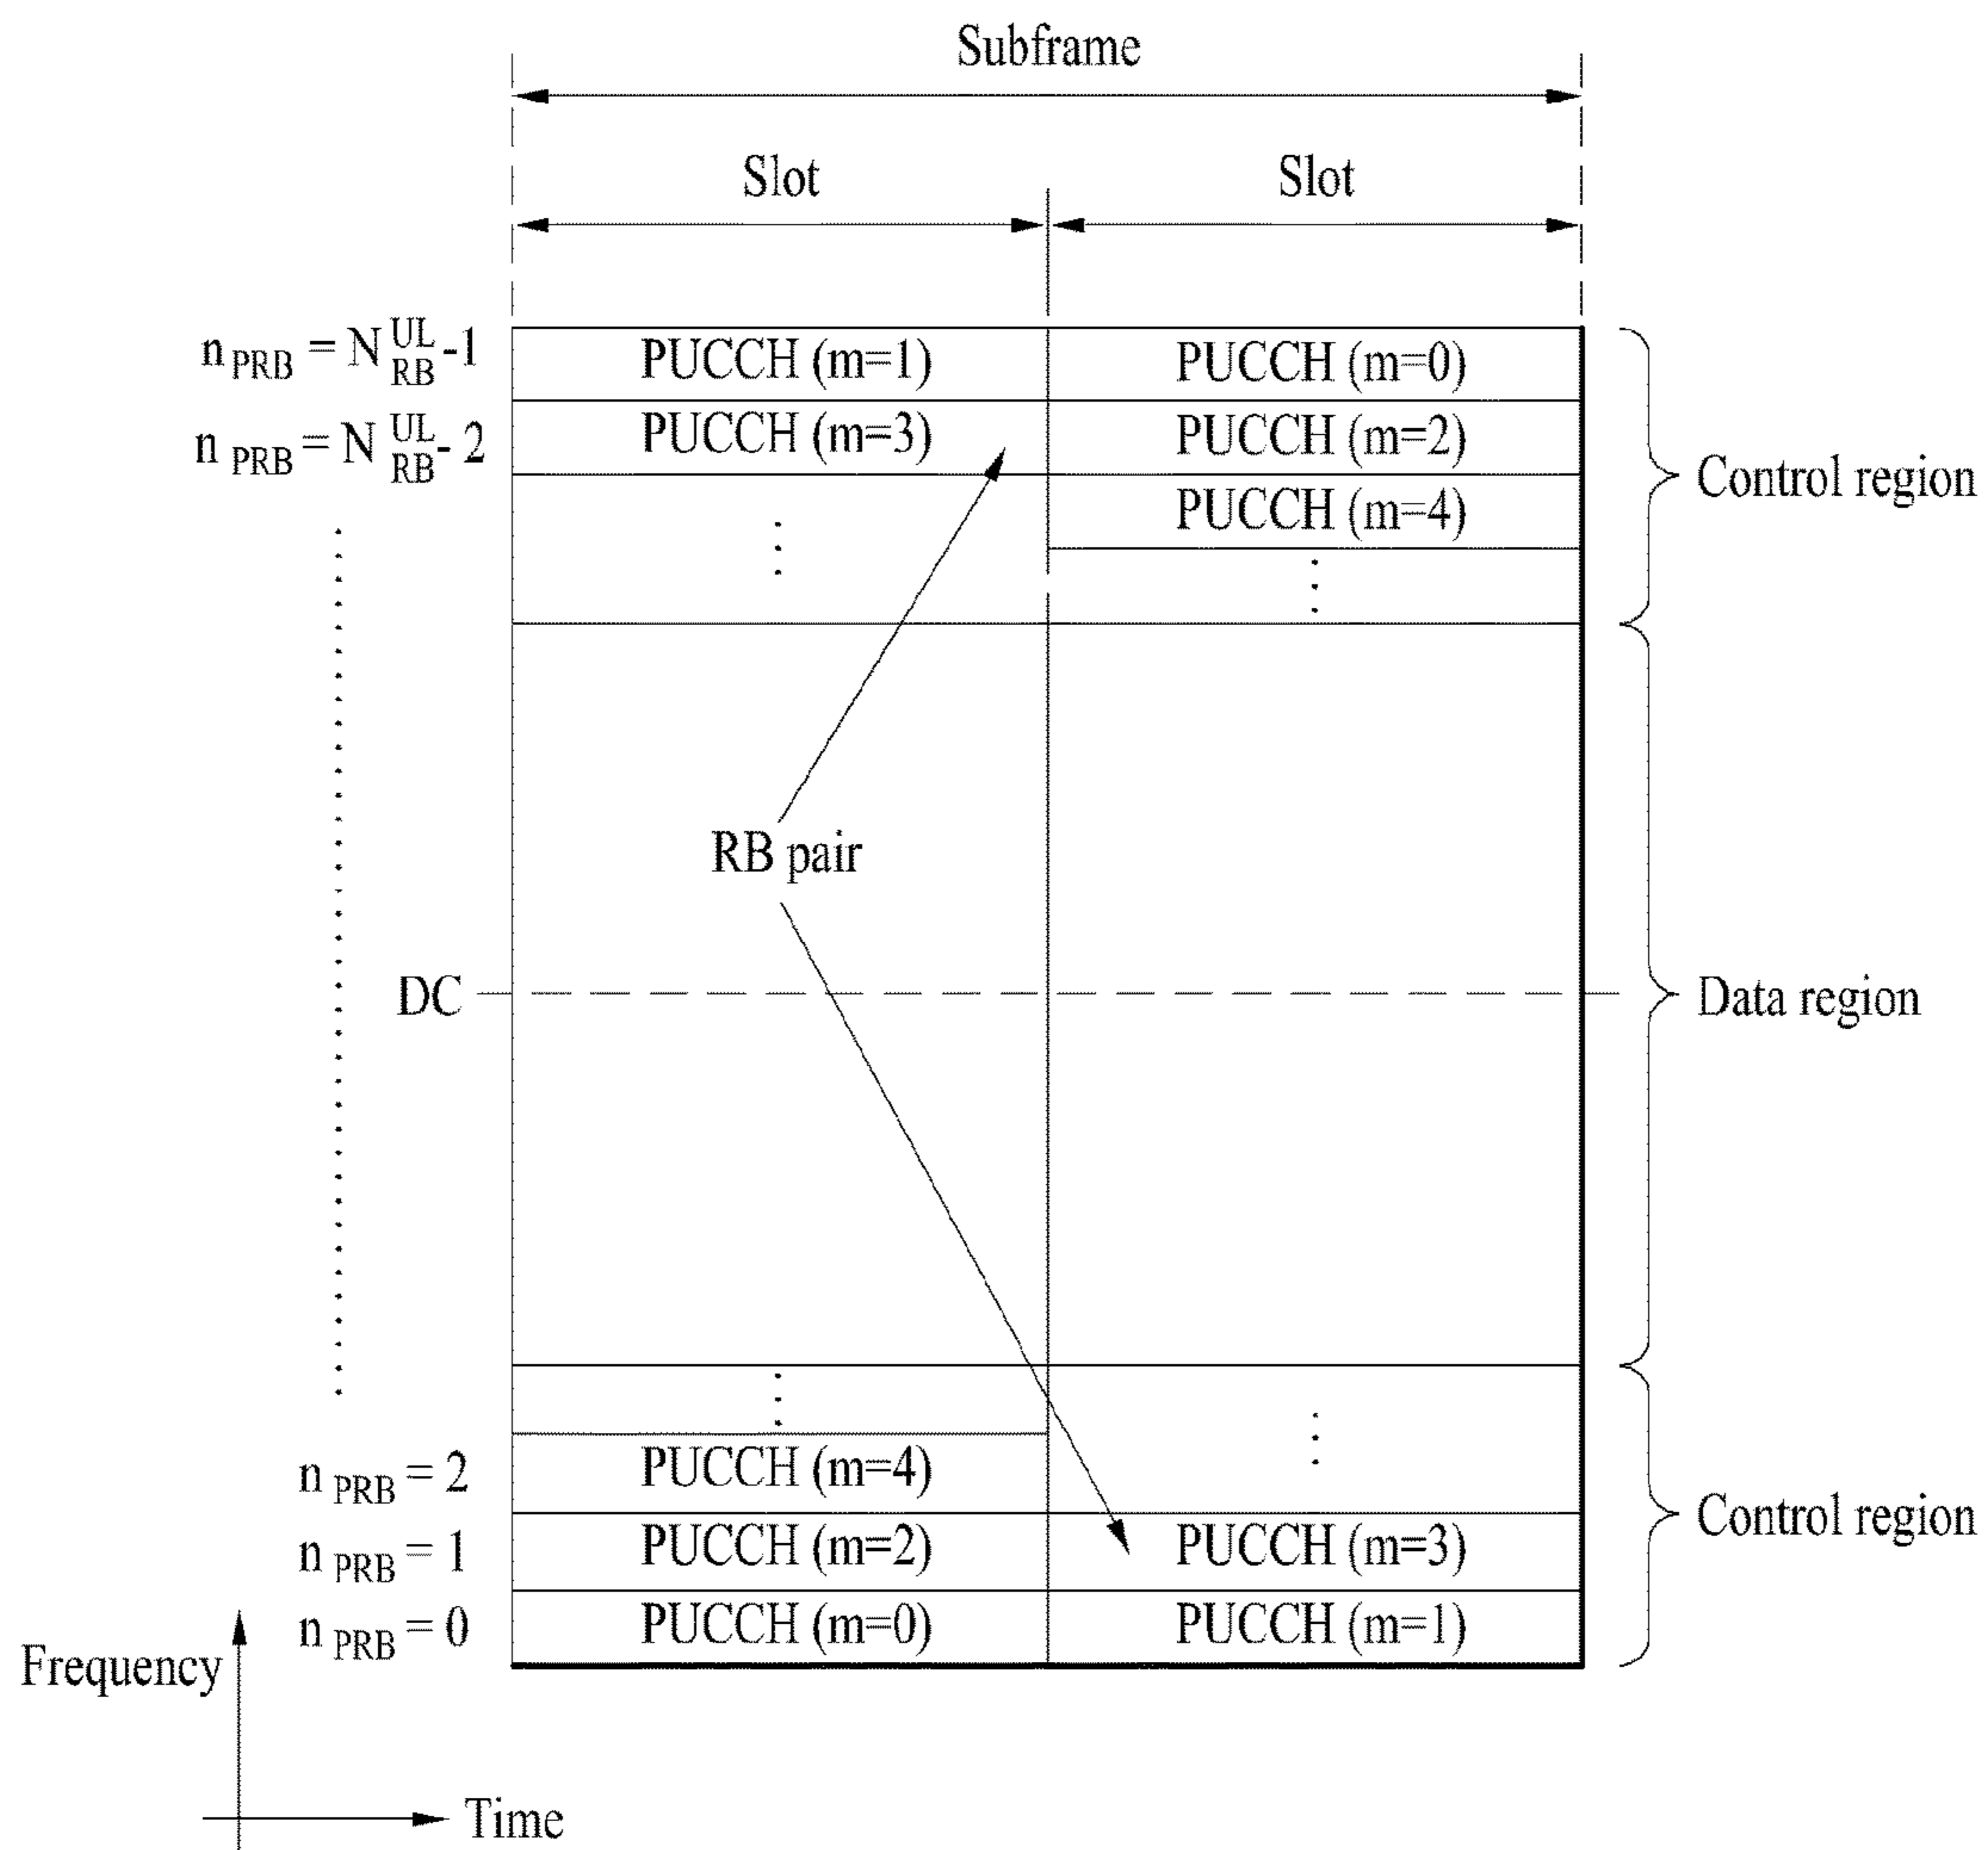 Subframe
Slot Slot
n PRB = N UL RB -1 PUCCH (m=1) PUCCH (m=0)
n PRB = N UL RB - 2 PUCCH (m=3) PUCCH (m=2)
Control region
PUCCH (m=4)
RB pair
DC
Data region
n PRB = 2 PUCCH (m=4)
Control region
n PRB = 1 PUCCH (m=2) PUCCH (m=3)
n PRB = 0 PUCCH (m=0) PUCCH (m=1)
Frequency
Time